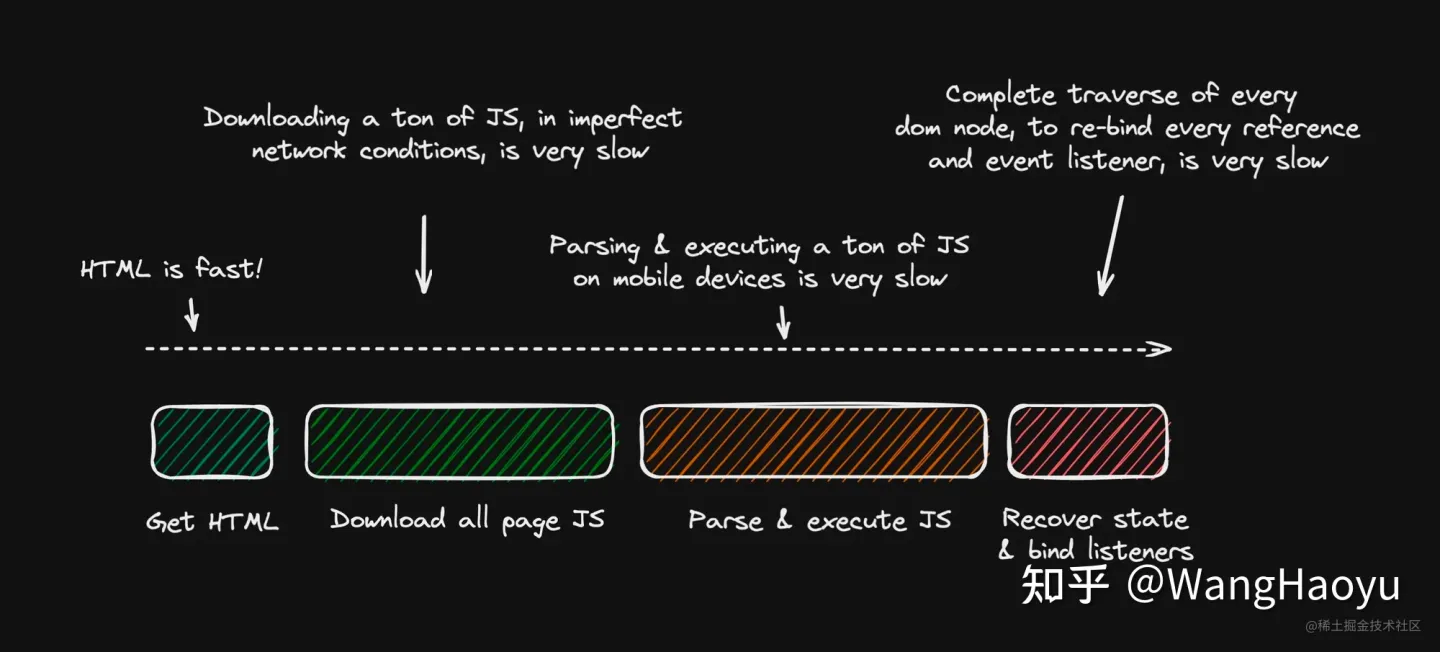 Downloading a ton of JS, in imperfect
network conditions, is very slow
Complete traverse of every
dom node, to re-bind every reference
and event listener, is very slow
HTML is fast!
Parsing & executing a ton of JS
on mobile devices is very slow
Get HTML
Download all page JS
Parse & execute JS
Recover state
& bind listeners
知乎 @WangHaoyu
@稀土掘金技术社区